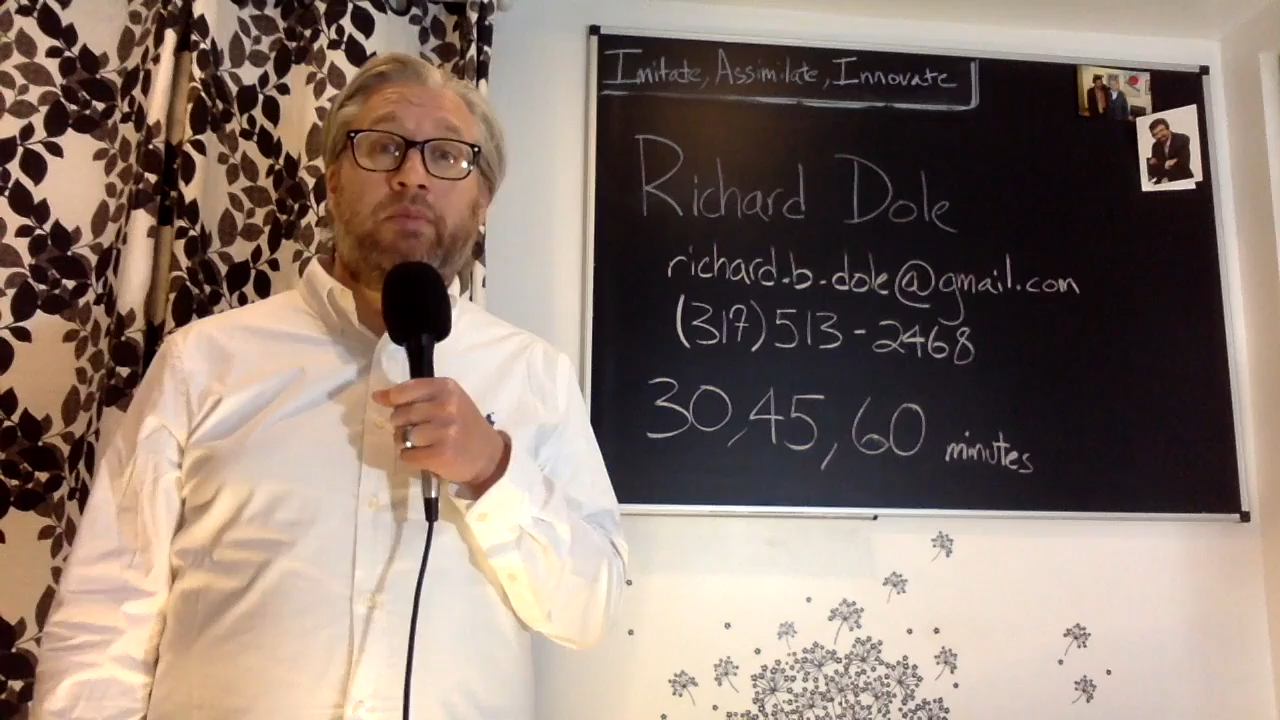 Imitate, Assimilate, Innovate
Richard Dole
richard.b.dole@gmail.com
(317) 513-2468
30, 45, 60 minutes